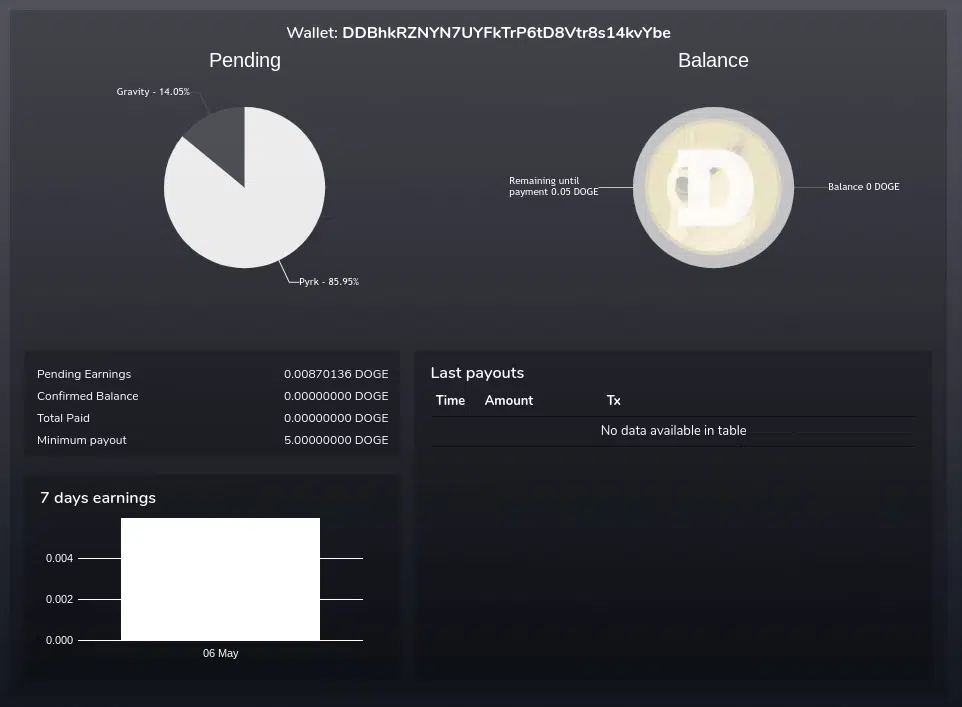 Wallet: DDBhkRZNYN7UYFkTrP6tD8Vtr8s14kvYbe
Pending
Balance
Gravity - 14.05%
Pyrk - 85.95%
Remaining until
payment 0.05 DOGE
D
Balance 0 DOGE
Pending Earnings 0.00870136 DOGE
Confirmed Balance 0.00000000 DOGE
Total Paid 0.00000000 DOGE
Minimum payout 5.00000000 DOGE
Last payouts
Time Amount Tx
No data available in table
7 days earnings
0.004
0.002
0.000
06 May